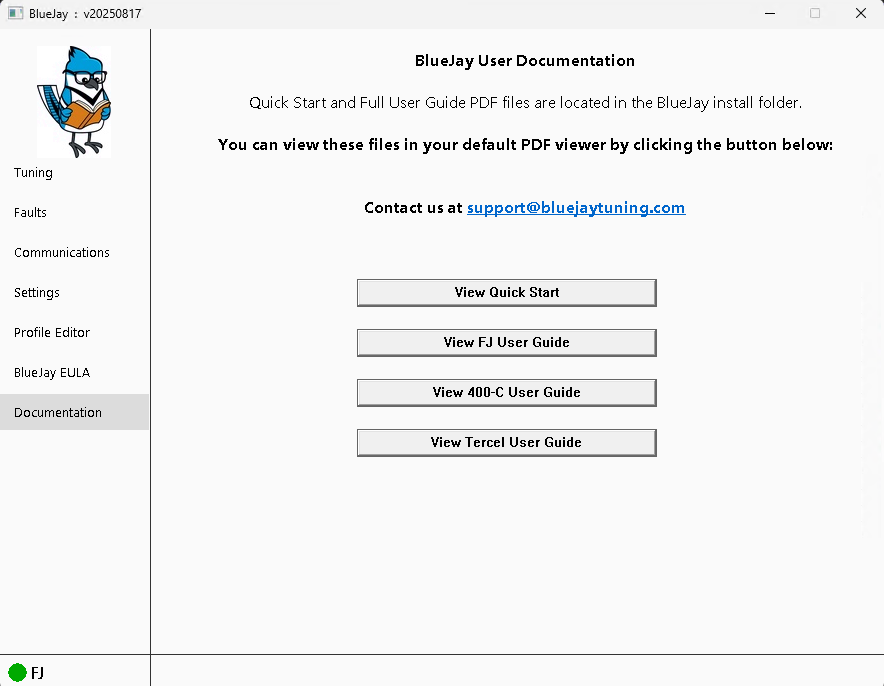 BlueJay : v20250817
Tuning
Faults
Communications
Settings
Profile Editor
BlueJay EULA
Documentation
BlueJay User Documentation
Quick Start and Full User Guide PDF files are located in the BlueJay install folder.
You can view these files in your default PDF viewer by clicking the button below:
Contact us at support@bluejaytuning.com
View Quick Start
View FJ User Guide
View 400-C User Guide
View Tercel User Guide
FJ